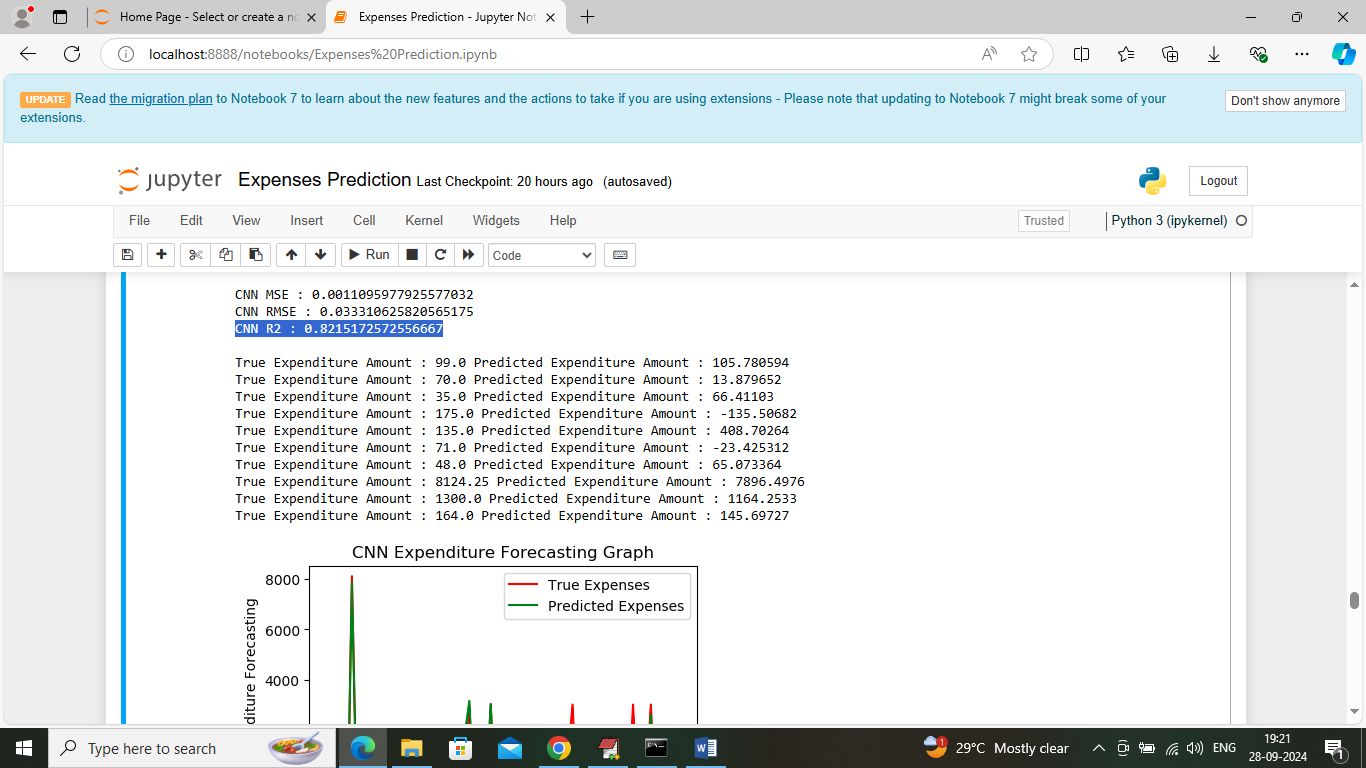 Home Page - Select or create a no
Expenses Prediction - Jupyter Not
localhost:8888/notebooks/Expenses%20Prediction.ipynb
UPDATE Read the migration plan to Notebook 7 to learn about the new features and the actions to take if you are using extensions - Please note that updating to Notebook 7 might break some of your
extensions.
Don't show anymore
jupyter Expenses Prediction Last Checkpoint: 20 hours ago (autosaved)
Logout
File Edit View Insert Cell Kernel Widgets Help
Trusted
Python 3 (ipykernel)
Run
Code
CNN MSE : 0.0011095977925577032
CNN RMSE : 0.033310625820565175
CNN R2 : 0.8215172572556667
True Expenditure Amount : 99.0 Predicted Expenditure Amount : 105.780594
True Expenditure Amount : 70.0 Predicted Expenditure Amount : 13.879652
True Expenditure Amount : 35.0 Predicted Expenditure Amount : 66.41103
True Expenditure Amount : 175.0 Predicted Expenditure Amount : -135.50682
True Expenditure Amount : 135.0 Predicted Expenditure Amount : 408.70264
True Expenditure Amount : 71.0 Predicted Expenditure Amount : -23.425312
True Expenditure Amount : 48.0 Predicted Expenditure Amount : 65.073364
True Expenditure Amount : 8124.25 Predicted Expenditure Amount : 7896.4976
True Expenditure Amount : 1300.0 Predicted Expenditure Amount : 1164.2533
True Expenditure Amount : 164.0 Predicted Expenditure Amount : 145.69727
CNN Expenditure Forecasting Graph
True Expenses
Predicted Expenses
8000
6000
4000
diture Forecasting
Type here to search
1
29°C Mostly clear
ENG
19:21
28-09-2024
1